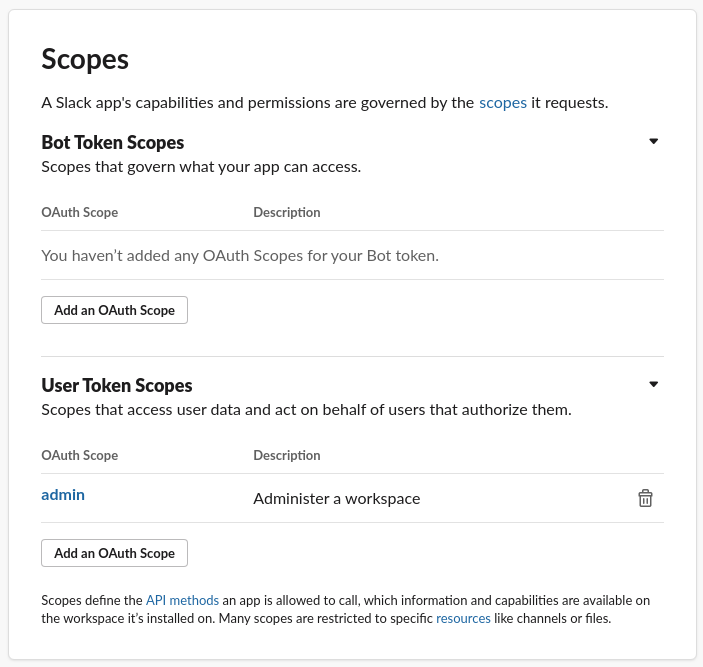 Scopes
A Slack app's capabilities and permissions are governed by the scopes it requests.
Bot Token Scopes
Scopes that govern what your app can access.
OAuth Scope Description
You haven’t added any OAuth Scopes for your Bot token.
Add an OAuth Scope
User Token Scopes
Scopes that access user data and act on behalf of users that authorize them.
OAuth Scope Description
admin Administer a workspace
Add an OAuth Scope
Scopes define the API methods an app is allowed to call, which information and capabilities are available on
the workspace it’s installed on. Many scopes are restricted to specific resources like channels or files.